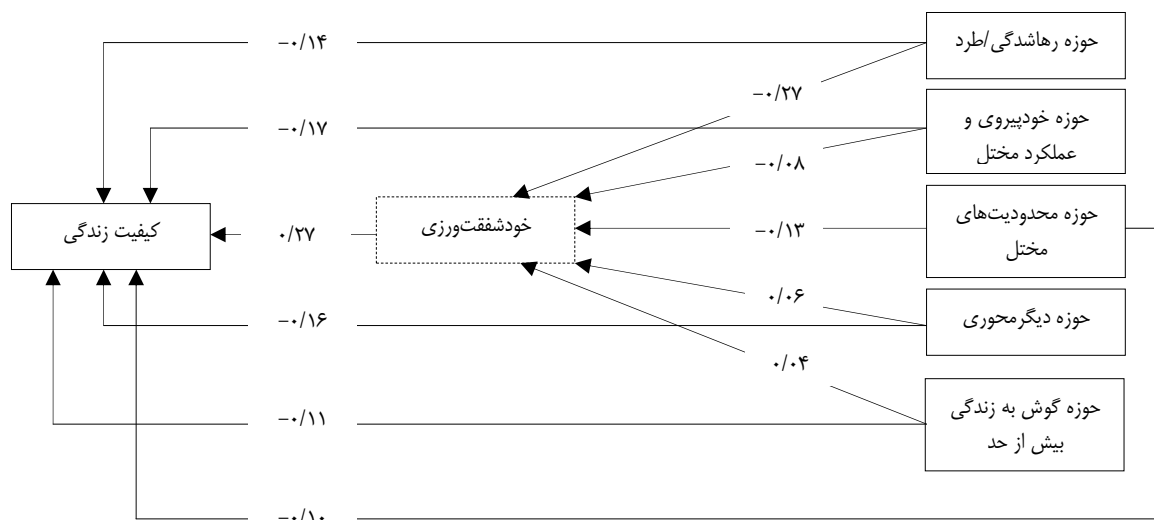 حوزه رهاشدگی/طرد
-۰/۱۴
-۰/۲۷
حوزه خودپیروی و
عملکرد مختل
-۰/۱۷
-۰/۰۸
حوزه محدودیت‌های
مختل
-۰/۱۳
خودشفقت‌ورزی
۰/۲۷
کیفیت زندگی
حوزه دیگرمحوری
۰/۰۶
-۰/۱۶
۰/۰۴
حوزه گوش به زندگی
بیش از حد
-۰/۱۱
-۰/۱۰